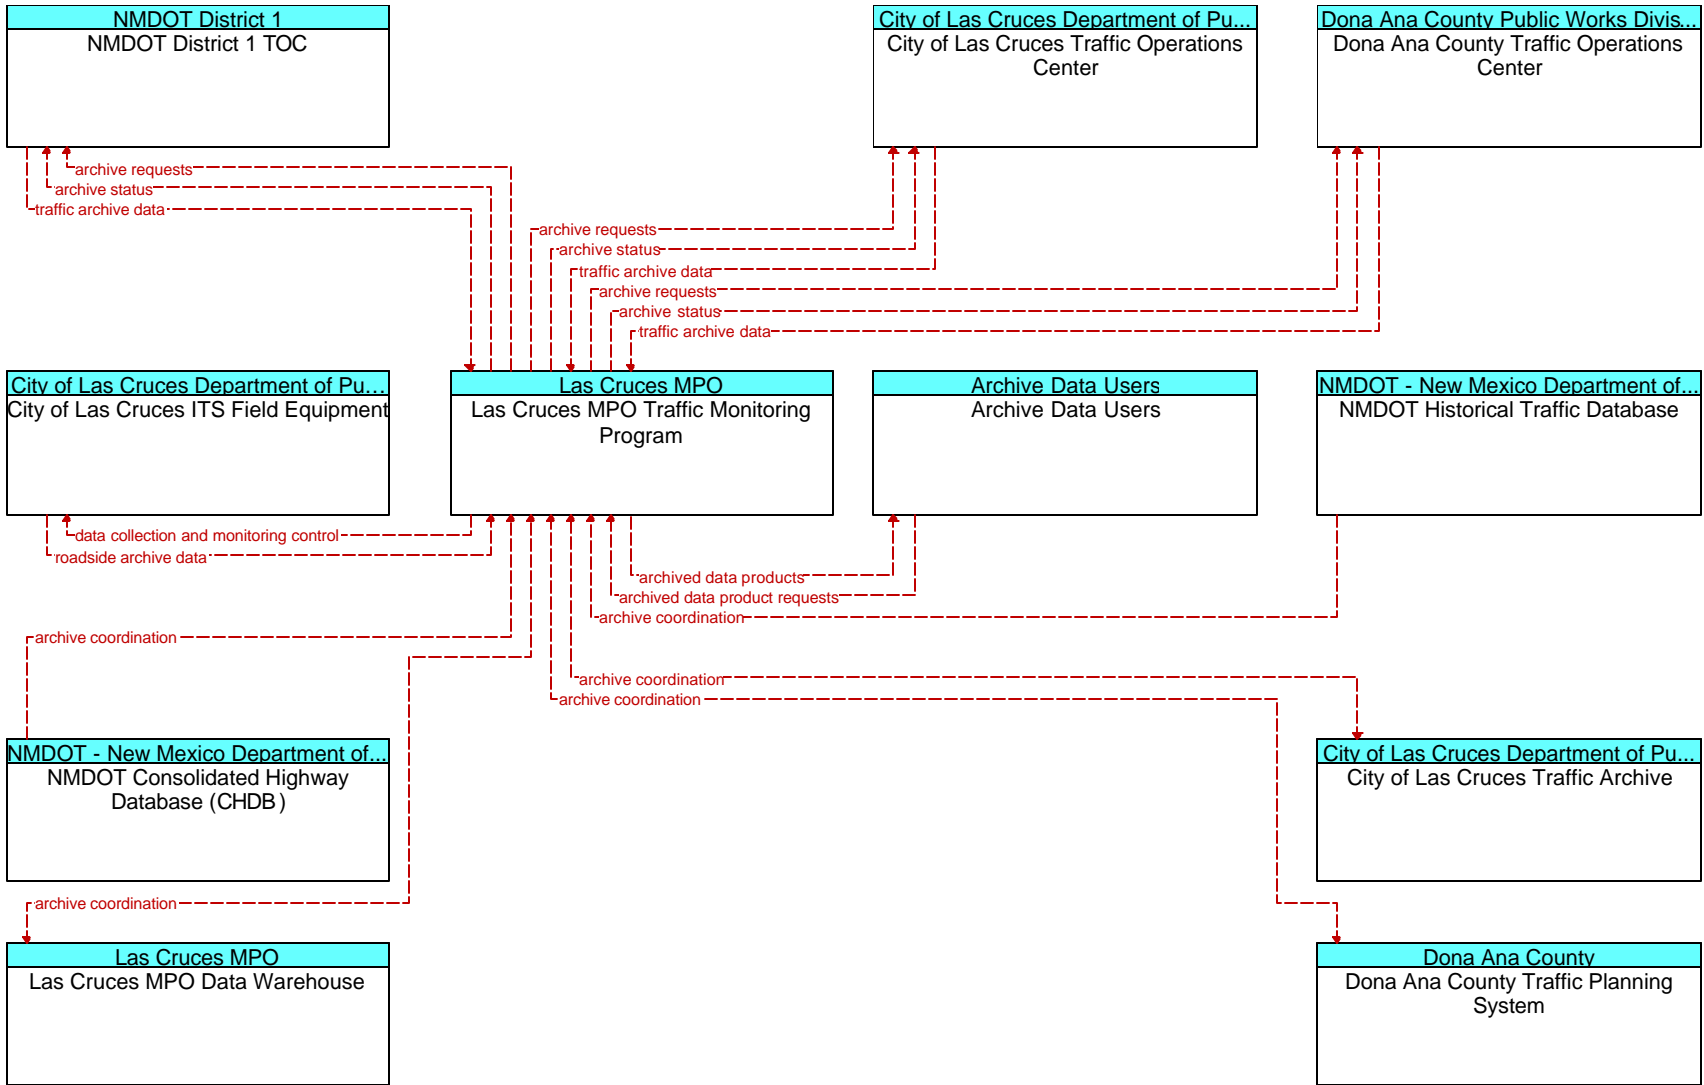 NMDOT District 1
NMDOT District 1 TOC
City of Las Cruces Department of Pu...
City of Las Cruces Traffic Operations
Center
Dona Ana County Public Works Divis...
Dona Ana County Traffic Operations
Center
archive requests
archive status
traffic archive data
archive requests
archive status
traffic archive data
archive requests
archive status
traffic archive data
City of Las Cruces Department of Pu...
City of Las Cruces ITS Field Equipment
Las Cruces MPO
Las Cruces MPO Traffic Monitoring
Program
Archive Data Users
Archive Data Users
NMDOT - New Mexico Department of...
NMDOT Historical Traffic Database
data collection and monitoring control
roadside archive data
archived data products
archived data product requests
archive coordination
archive coordination
archive coordination
archive coordination
NMDOT - New Mexico Department of...
NMDOT Consolidated Highway
Database (CHDB)
City of Las Cruces Department of Pu...
City of Las Cruces Traffic Archive
archive coordination
Las Cruces MPO
Las Cruces MPO Data Warehouse
Dona Ana County
Dona Ana County Traffic Planning
System